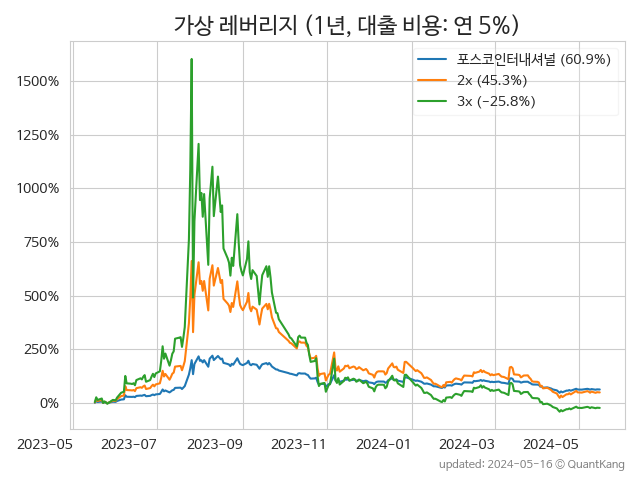 가상 레버리지 (1년, 대출 비용: 연 5%)
포스코인터내셔널 (60.9%)
2x (45.3%)
3x (−25.8%)
1500%
1250%
1000%
750%
500%
250%
0%
2023-05 2023-07 2023-09 2023-11 2024-01 2024-03 2024-05
updated: 2024-05-16 © QuantKang